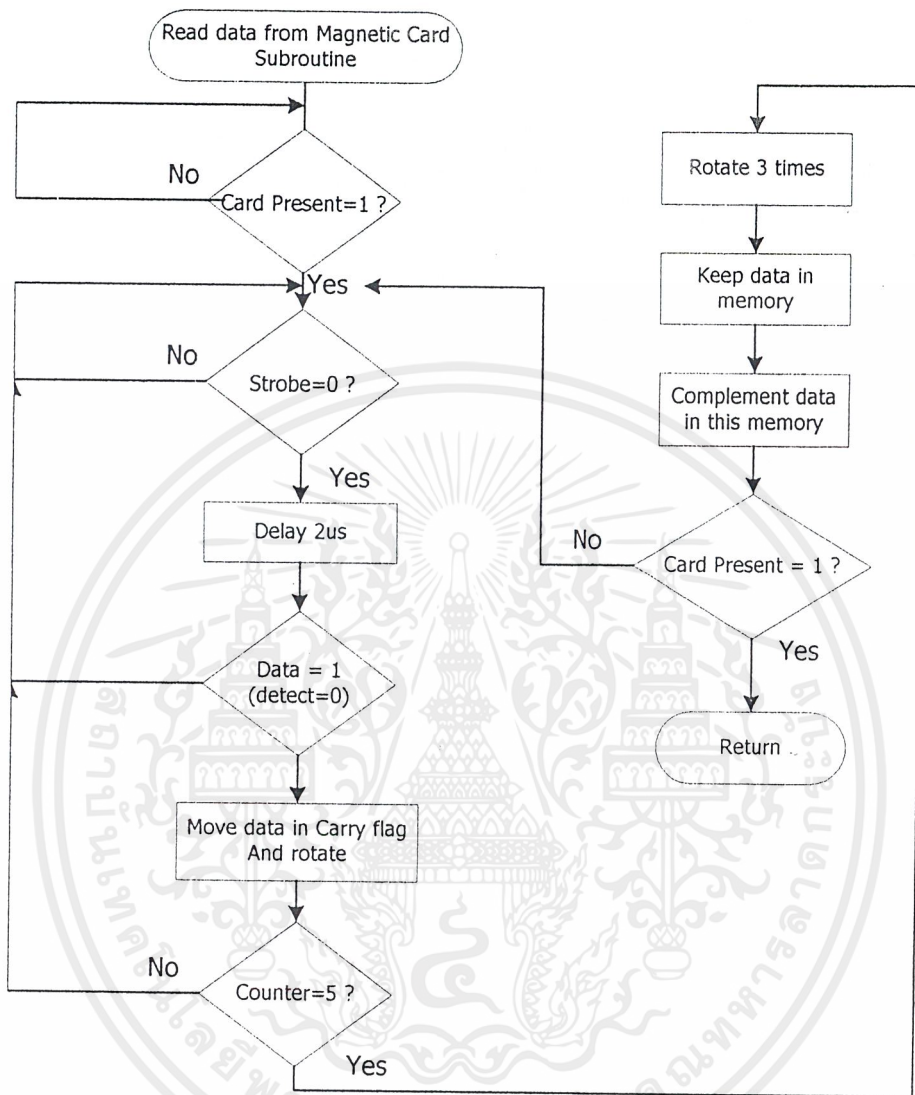 Read data from Magnetic Card
Subroutine
No
Card Present=1 ?
Yes
No
Strobe=0 ?
Yes
Delay 2us
Data = 1
(detect=0)
Move data in Carry flag
And rotate
No
Counter=5 ?
Yes
Rotate 3 times
Keep data in
memory
Complement data
in this memory
No
Card Present = 1 ?
Yes
Return